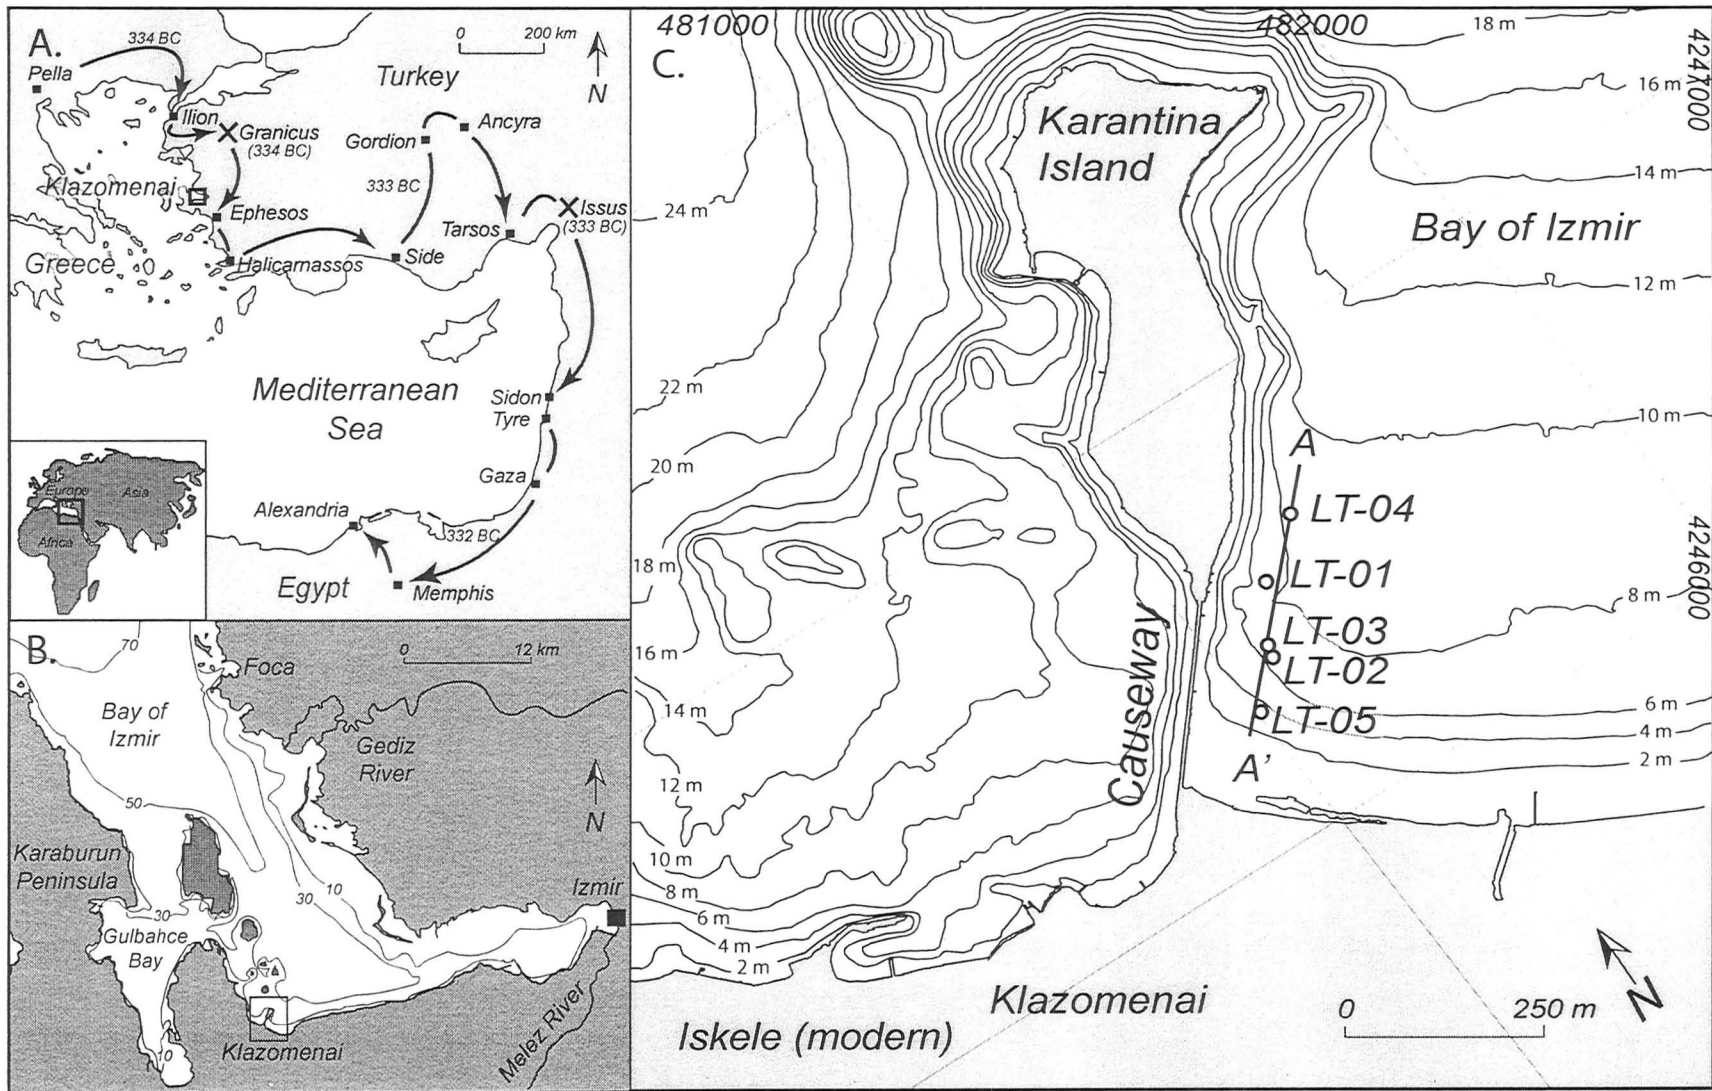 A.
334 BC
Pella
0 200 km
N
Turkey
Ilion
Granicus
(334 BC)
Gordion
Ancyra
333 BC
Klazomenai
Ephesos
Tarsos
Issus
(333 BC)
Greece
Halicarnassos
Side
Mediterranean
Sea
Sidon
Tyre
Gaza
Alexandria
332 BC
Egypt
Memphis
Europe
Asia
Africa
B.
70
Foca
0 12 km
Bay of
Izmir
Gediz
River
N
50
Karaburun
Peninsula
10
30
Izmir
30
Gulbahce
Bay
10
Klazomenai
Melez River
C.
481000
482000
4247000
4246000
18 m
16 m
14 m
12 m
10 m
8 m
6 m
4 m
2 m
Karantina
Island
Bay of Izmir
24 m
22 m
20 m
18 m
16 m
14 m
12 m
10 m
8 m
6 m
4 m
2 m
A
LT-04
LT-01
LT-03
LT-02
LT-05
A'
Causeway
Klazomenai
Iskele (modern)
0 250 m
N